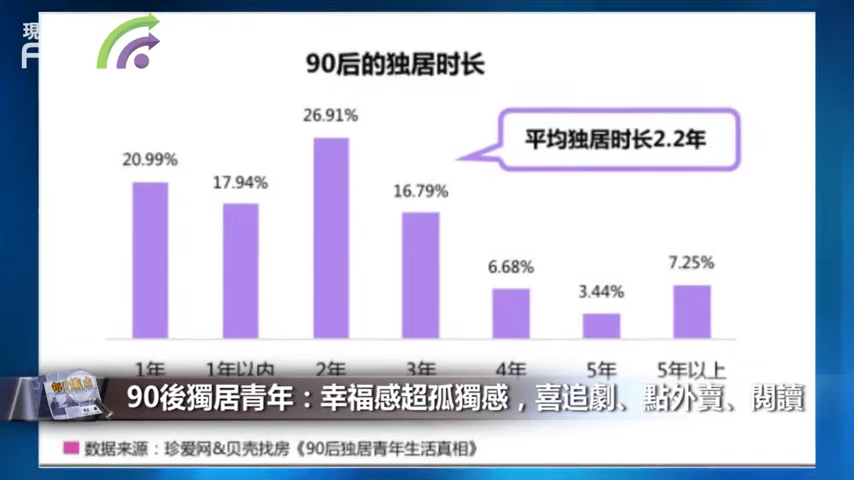 現
90后的独居时长
26.91%
20.99%
平均独居时长2.2年
17.94%
16.79%
6.68%
7.25%
3.44%
1年 1年以内 2年 3年 4年 5年 5年以上
90後獨居青年：幸福感超孤獨感，喜追劇、點外賣、閱讀
数据来源：珍爱网&贝壳找房《90后独居青年生活真相》